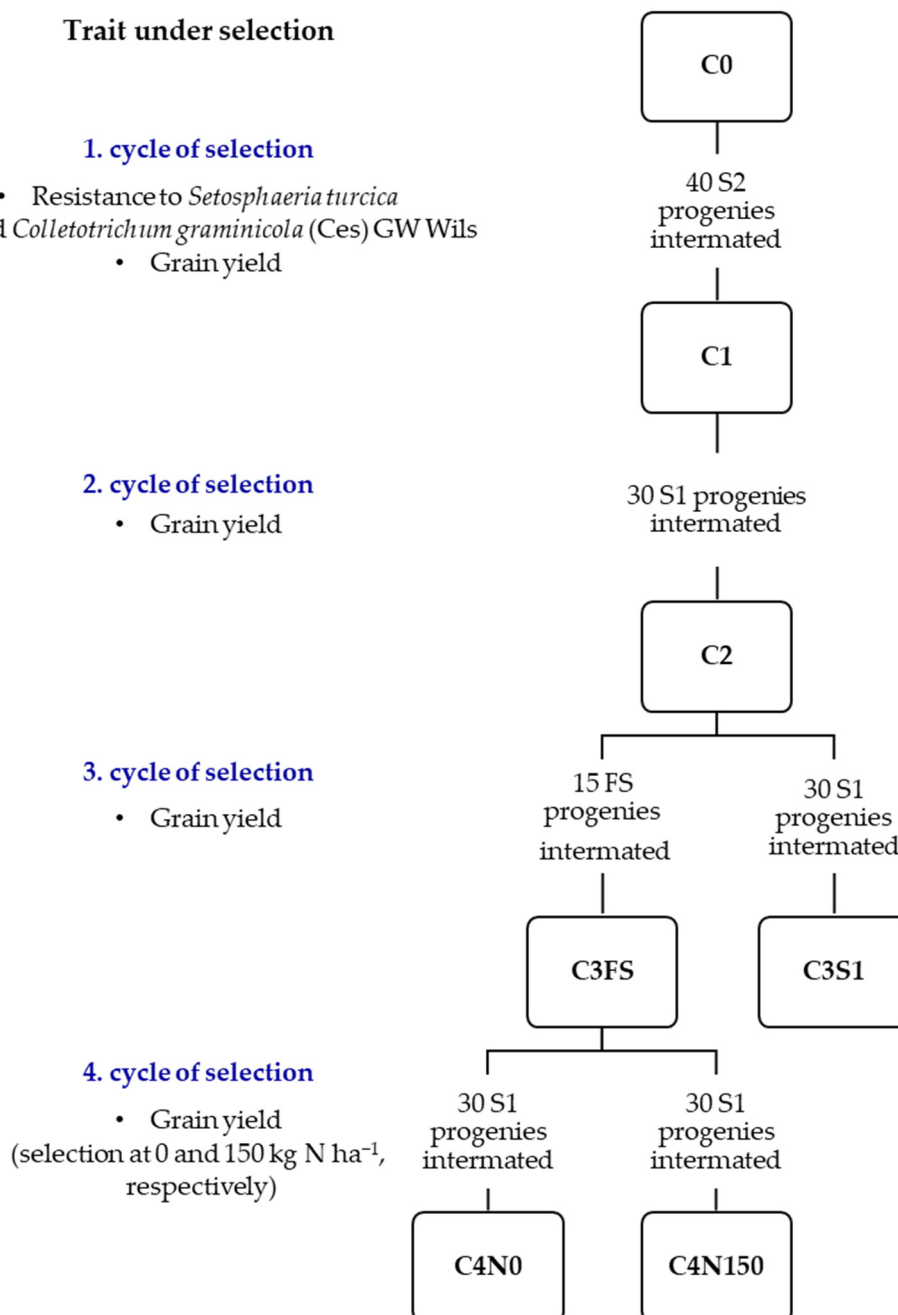 Trait under selection
C0
1. cycle of selection
• Resistance to Setosphaeria turcica
Colletotrichum graminicola (Ces) GW Wils
• Grain yield
40 S2
progenies
intermated
C1
2. cycle of selection
• Grain yield
30 S1 progenies
intermated
C2
3. cycle of selection
• Grain yield
15 FS
progenies
intermated
30 S1
progenies
intermated
C3FS
C3S1
4. cycle of selection
• Grain yield
(selection at 0 and 150 kg N ha⁻¹,
respectively)
30 S1
progenies
intermated
30 S1
progenies
intermated
C4N0
C4N150